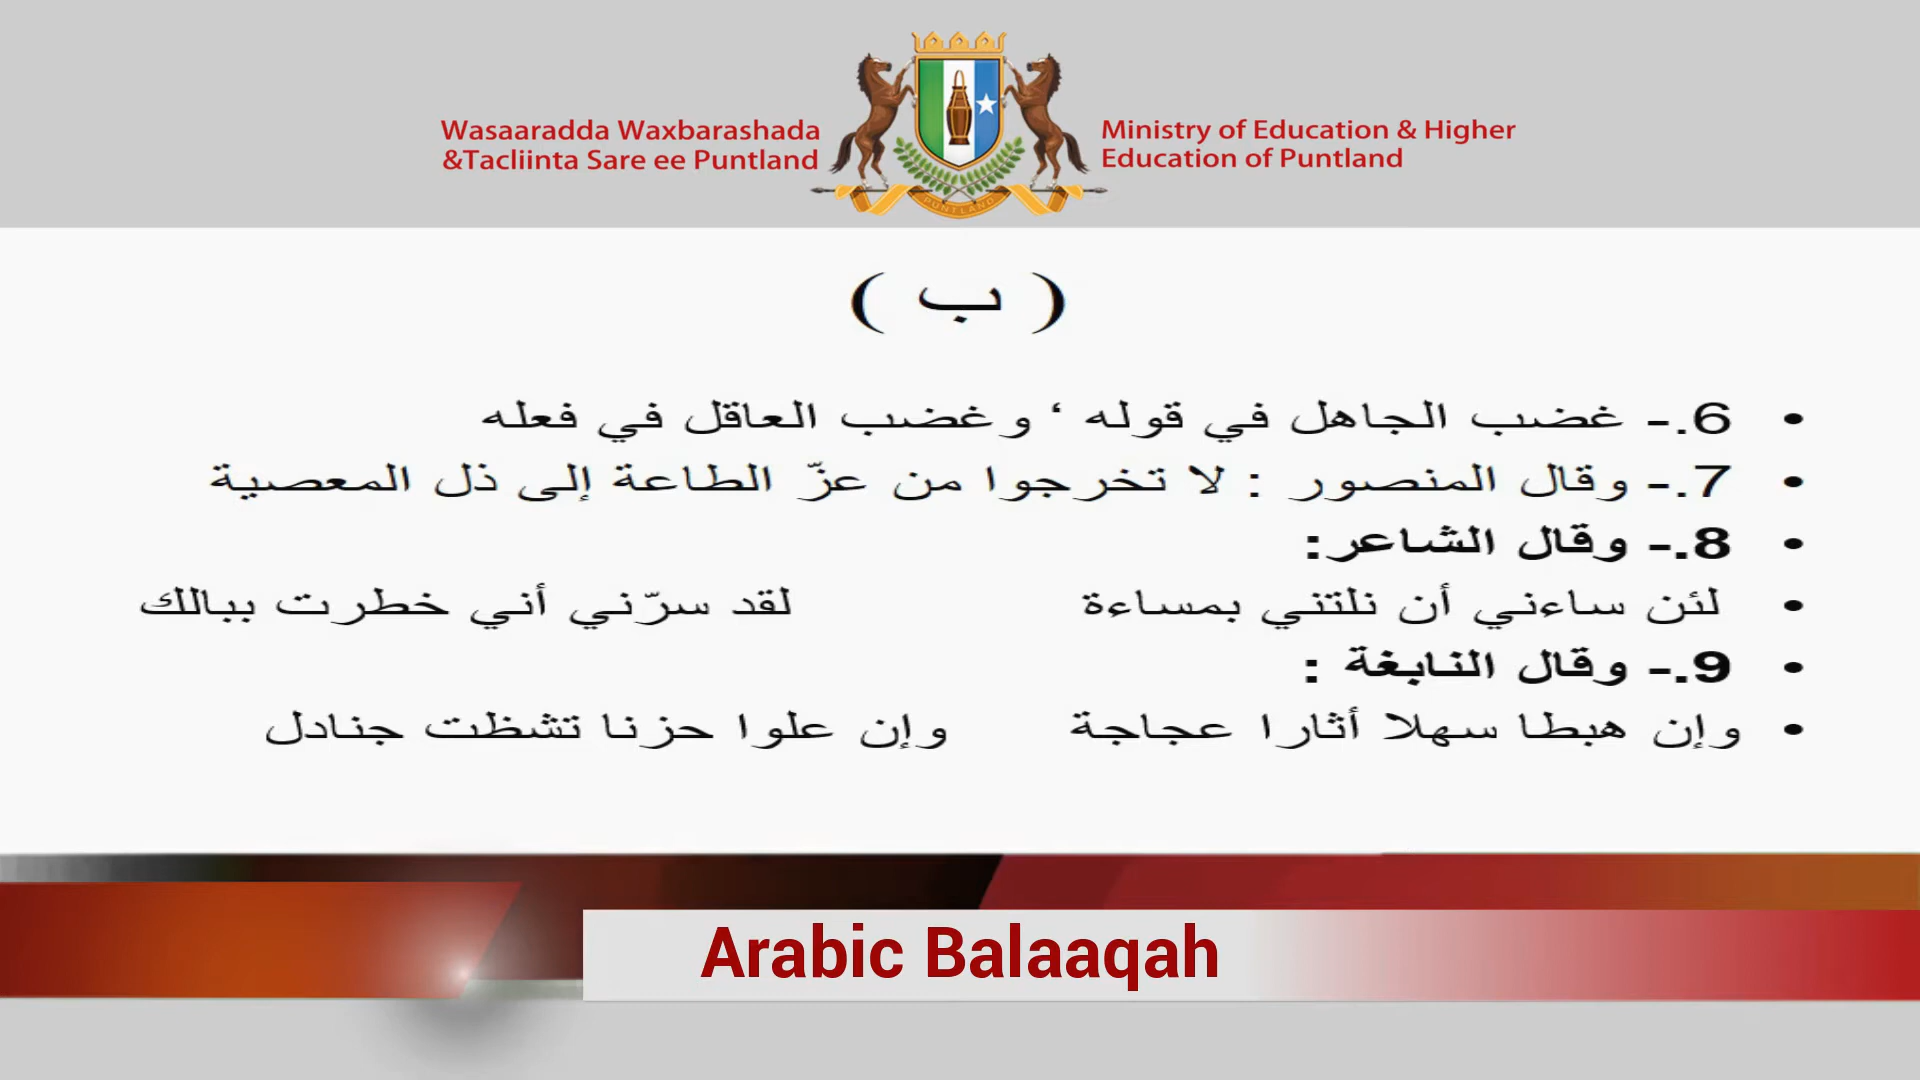 Wasaaradda Waxbarashada
&Tacliinta Sare ee Puntland
Ministry of Education & Higher
Education of Puntland
PUNTLAND
( ب )
• 6.- غضب الجاهل في قوله ‘ وغضب العاقل في فعله
• 7.- وقال المنصور : لا تخرجوا من عزّ الطاعة إلى ذل المعصية
• 8.- وقال الشاعر:
• لئن ساءني أن نلتني بمساءة لقد سرّني أني خطرت ببالك
• 9.- وقال النابغة :
• وإن هبطا سهلا أثارا عجاجة وإن علوا حزنا تشظت جنادل
Arabic Balaaqah